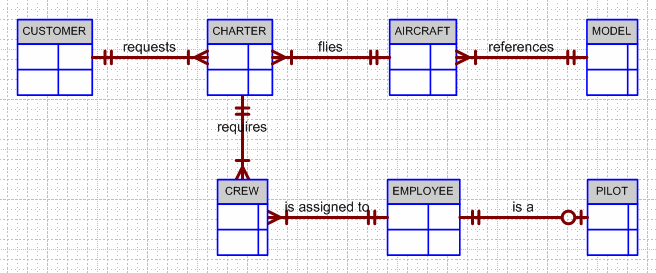 CUSTOMER requests CHARTER flies AIRCRAFT references MODEL
requires
CREW is assigned to EMPLOYEE is a PILOT